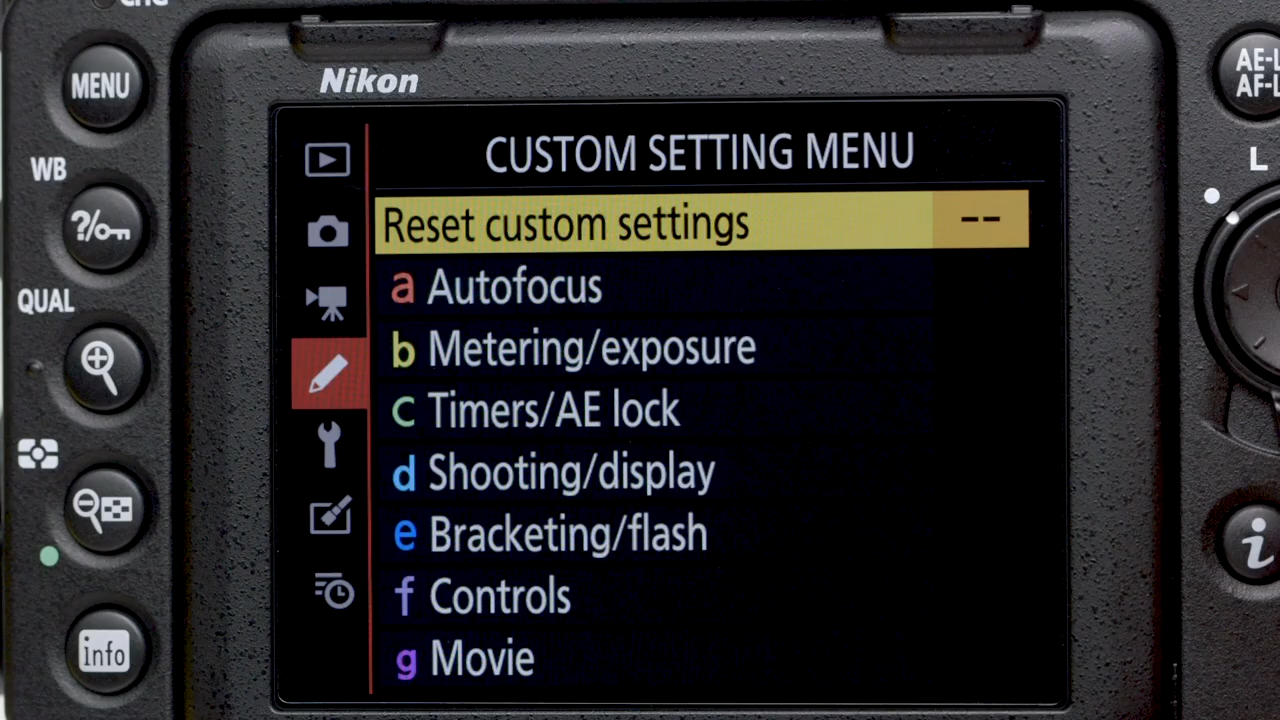 MENU
Nikon
AE-L
AF-L
CUSTOM SETTING MENU
WB
L
Reset custom settings --
?/
a Autofocus
QUAL
b Metering/exposure
c Timers/AE lock
d Shooting/display
e Bracketing/flash
i
f Controls
info
g Movie